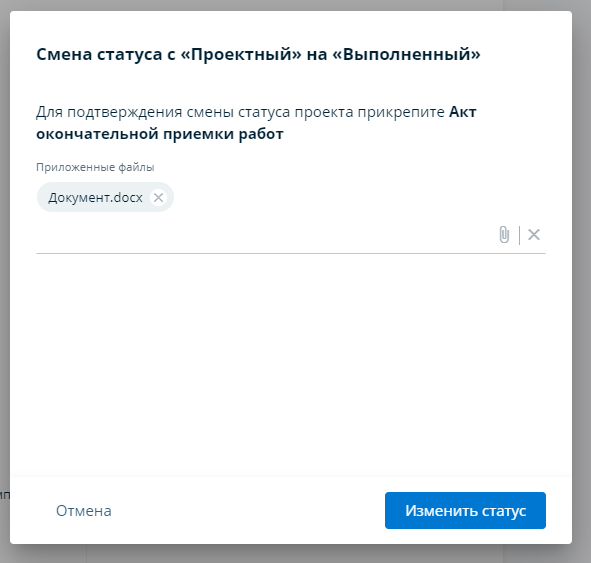 Смена статуса с «Проектный» на «Выполненный»
Для подтверждения смены статуса проекта прикрепите Акт
окончательной приемки работ
Приложенные файлы
Документ.docx
Отмена
Изменить статус